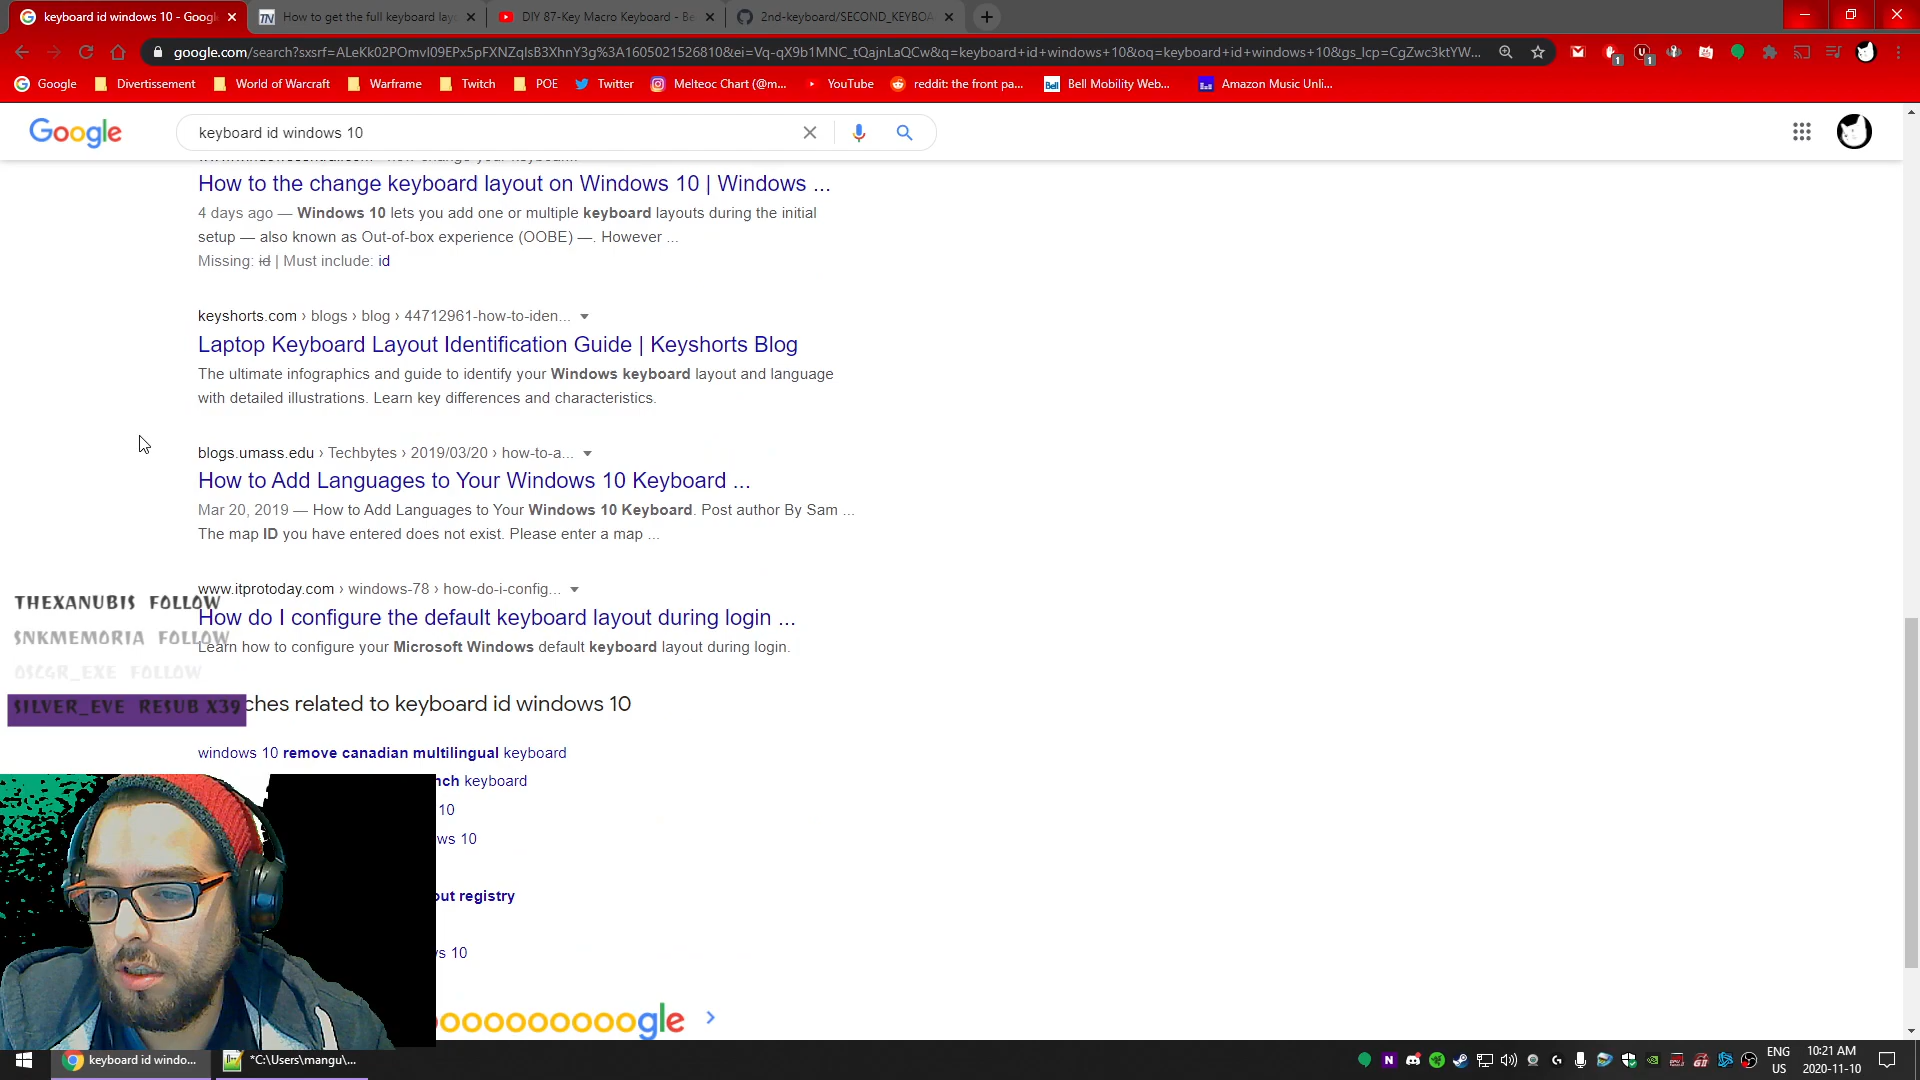 keyboard id windows 10 - Googl
How to get the full keyboard layo
DIY 87-Key Macro Keyboard - Be
2nd-keyboard/SECOND_KEYBOA
google.com/search?sxsrf=ALeKk02POmvl09EPx5pFXNZqlsB3XhnY3g%3A1605021526810&ei=Vq-qX9b1MNC_tQajnLaQCw&q=keyboard+id+windows+10&oq=keyboard+id+windows+10&gs_lcp=CgZwc3ktYW...
Google
Divertissement
World of Warcraft
Warframe
Twitch
POE
Twitter
Melteoc Chart (@m...
YouTube
reddit: the front pa...
Bell Mobility Web...
Amazon Music Unli...
Google
keyboard id windows 10
How to the change keyboard layout on Windows 10 | Windows ...
4 days ago — Windows 10 lets you add one or multiple keyboard layouts during the initial
setup — also known as Out-of-box experience (OOBE) —. However ...
Missing: id | Must include: id
keyshorts.com › blogs › blog › 44712961-how-to-iden...
Laptop Keyboard Layout Identification Guide | Keyshorts Blog
The ultimate infographics and guide to identify your Windows keyboard layout and language
with detailed illustrations. Learn key differences and characteristics.
blogs.umass.edu › Techbytes › 2019/03/20 › how-to-a...
How to Add Languages to Your Windows 10 Keyboard ...
Mar 20, 2019 — How to Add Languages to Your Windows 10 Keyboard. Post author By Sam ...
The map ID you have entered does not exist. Please enter a map ...
www.itprotoday.com › windows-78 › how-do-i-config...
THEXANUBIS FOLLOW
How do I configure the default keyboard layout during login ...
SNKMEMORIA FOLLOW
Learn how to configure your Microsoft Windows default keyboard layout during login.
OSCGR_EXE FOLLOW
SILVER_EVE RESUB X39
ches related to keyboard id windows 10
windows 10 remove canadian multilingual keyboard
nch keyboard
10
ws 10
out registry
vs 10
oooooooooogle
keyboard id windo...
*C:\Users\mangu\...
ENG
US
10:21 AM
2020-11-10